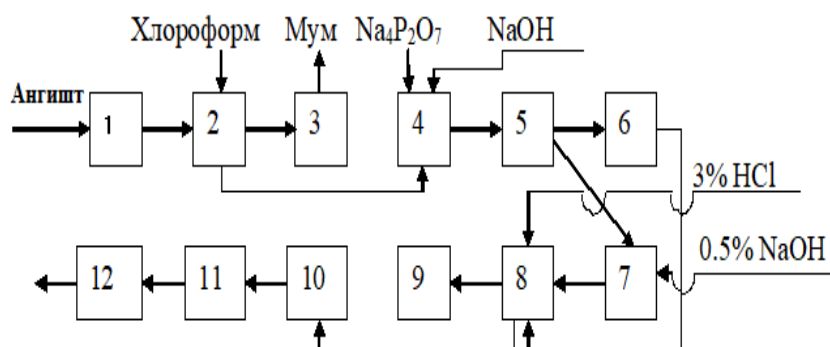 Хлороформ Мум Na₄P₂O₇ NaOH
Ангишт
1 2 3 4 5 6
3% HCl
0.5% NaOH
12 11 10 9 8 7